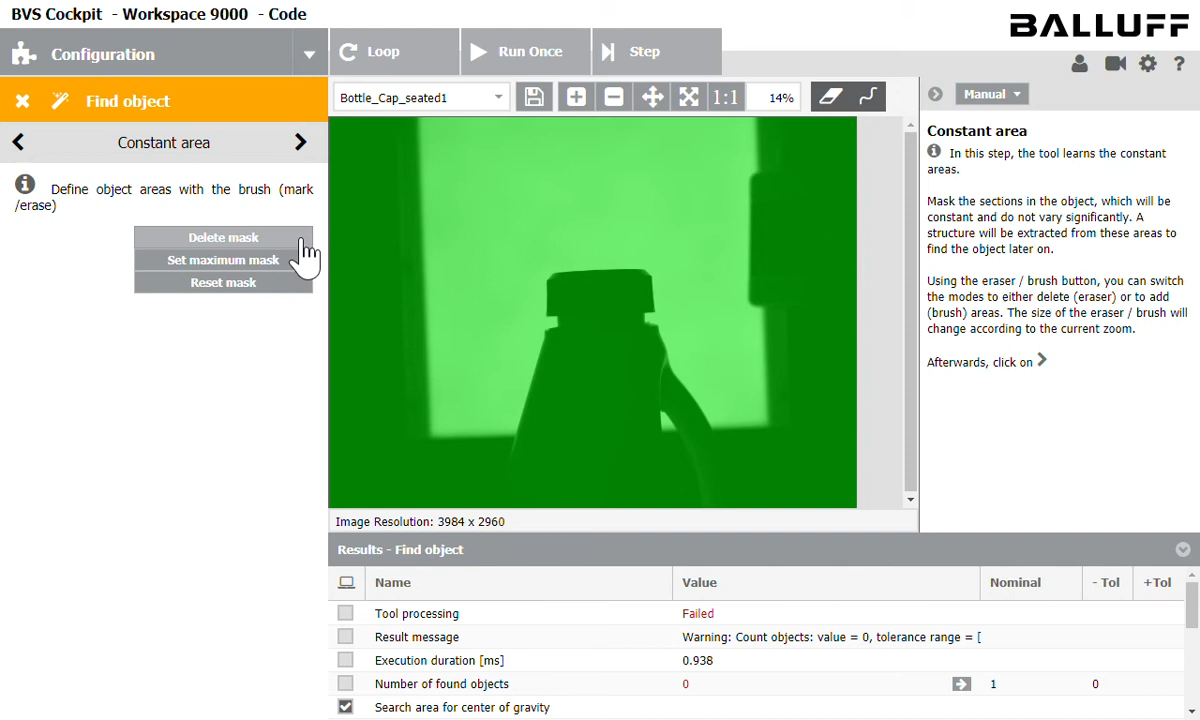 BVS Cockpit - Workspace 9000 - Code
BALLUFF
Configuration
Loop
Run Once
Step
?
Find object
Bottle_Cap_seated1
1:1
14%
Manual
Constant area
Define object areas with the brush (mark
/erase)
Delete mask
Set maximum mask
Reset mask
Constant area
In this step, the tool learns the constant
areas.
Mask the sections in the object, which will be
constant and do not vary significantly. A
structure will be extracted from these areas to
find the object later on.
Using the eraser / brush button, you can switch
the modes to either delete (eraser) or to add
(brush) areas. The size of the eraser / brush will
change according to the current zoom.
Afterwards, click on
Image Resolution: 3984 x 2960
Results - Find object
Name Value Nominal - Tol +Tol
Tool processing Failed
Result message Warning: Count objects: value = 0, tolerance range = [
Execution duration [ms] 0.938
Number of found objects 0 1 0
Search area for center of gravity